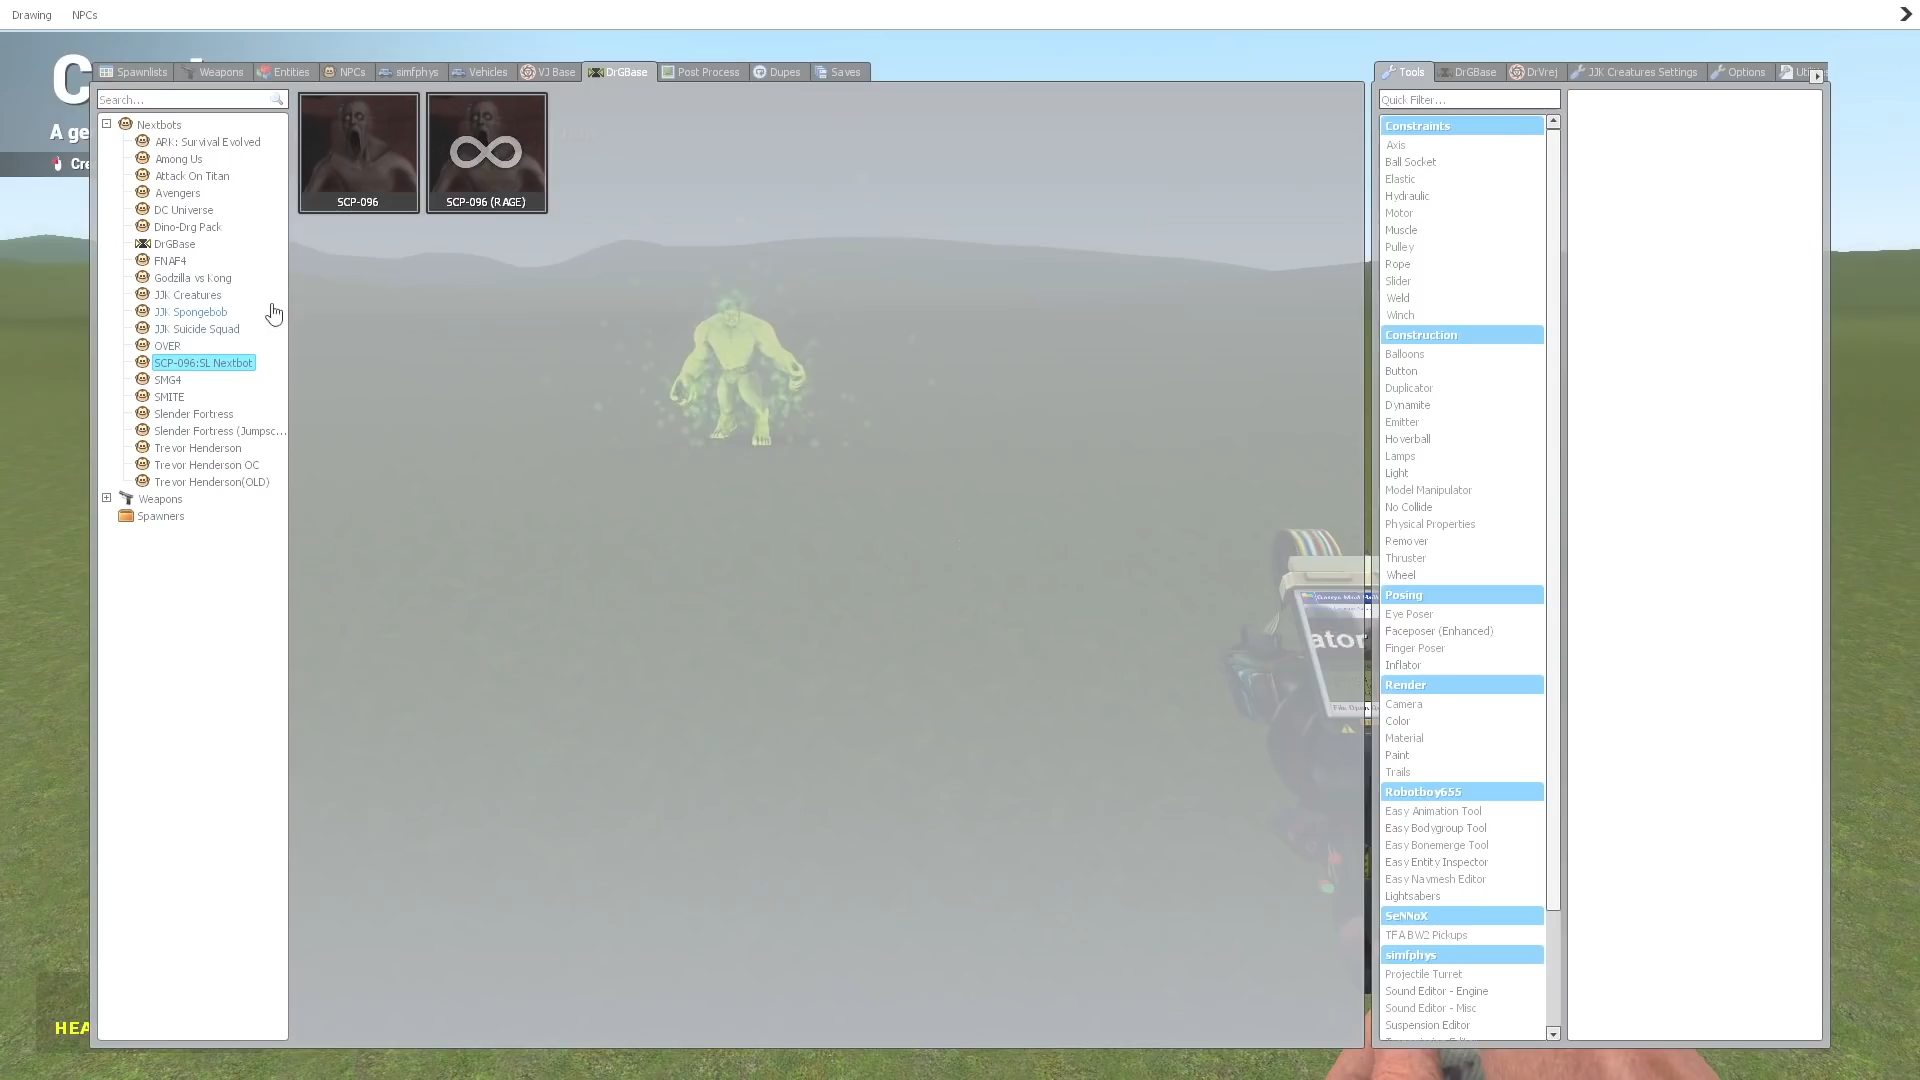 Drawing NPCs
C
A ge
Cre
Spawnlists Weapons Entities NPCs simfphys Vehicles VJ Base DrGBase Post Process Dupes Saves
Search...
Nextbots
ARK: Survival Evolved
Among Us
Attack On Titan
Avengers
DC Universe
Dino-Drg Pack
DrGBase
FNAF4
Godzilla vs Kong
JJK Creatures
JJK Spongebob
JJK Suicide Squad
OVER
SCP-096:SL Nextbot
SMG4
SMITE
Slender Fortress
Slender Fortress (Jumpsc...
Trevor Henderson
Trevor Henderson OC
Trevor Henderson(OLD)
Weapons
Spawners
SCP-096
SCP-096 (RAGE)
ator
HEA
Tools DrGBase DrVrej JJK Creatures Settings Options Utili
Quick Filter...
Constraints
Axis
Ball Socket
Elastic
Hydraulic
Motor
Muscle
Pulley
Rope
Slider
Weld
Winch
Construction
Balloons
Button
Duplicator
Dynamite
Emitter
Hoverball
Lamps
Light
Model Manipulator
No Collide
Physical Properties
Remover
Thruster
Wheel
Posing
Eye Poser
Faceposer (Enhanced)
Finger Poser
Inflator
Render
Camera
Color
Material
Paint
Trails
Robotboy655
Easy Animation Tool
Easy Bodygroup Tool
Easy Bonemerge Tool
Easy Entity Inspector
Easy Navmesh Editor
Lightsabers
SeNNoX
TFA BW2 Pickups
simfphys
Projectile Turret
Sound Editor - Engine
Sound Editor - Misc
Suspension Editor